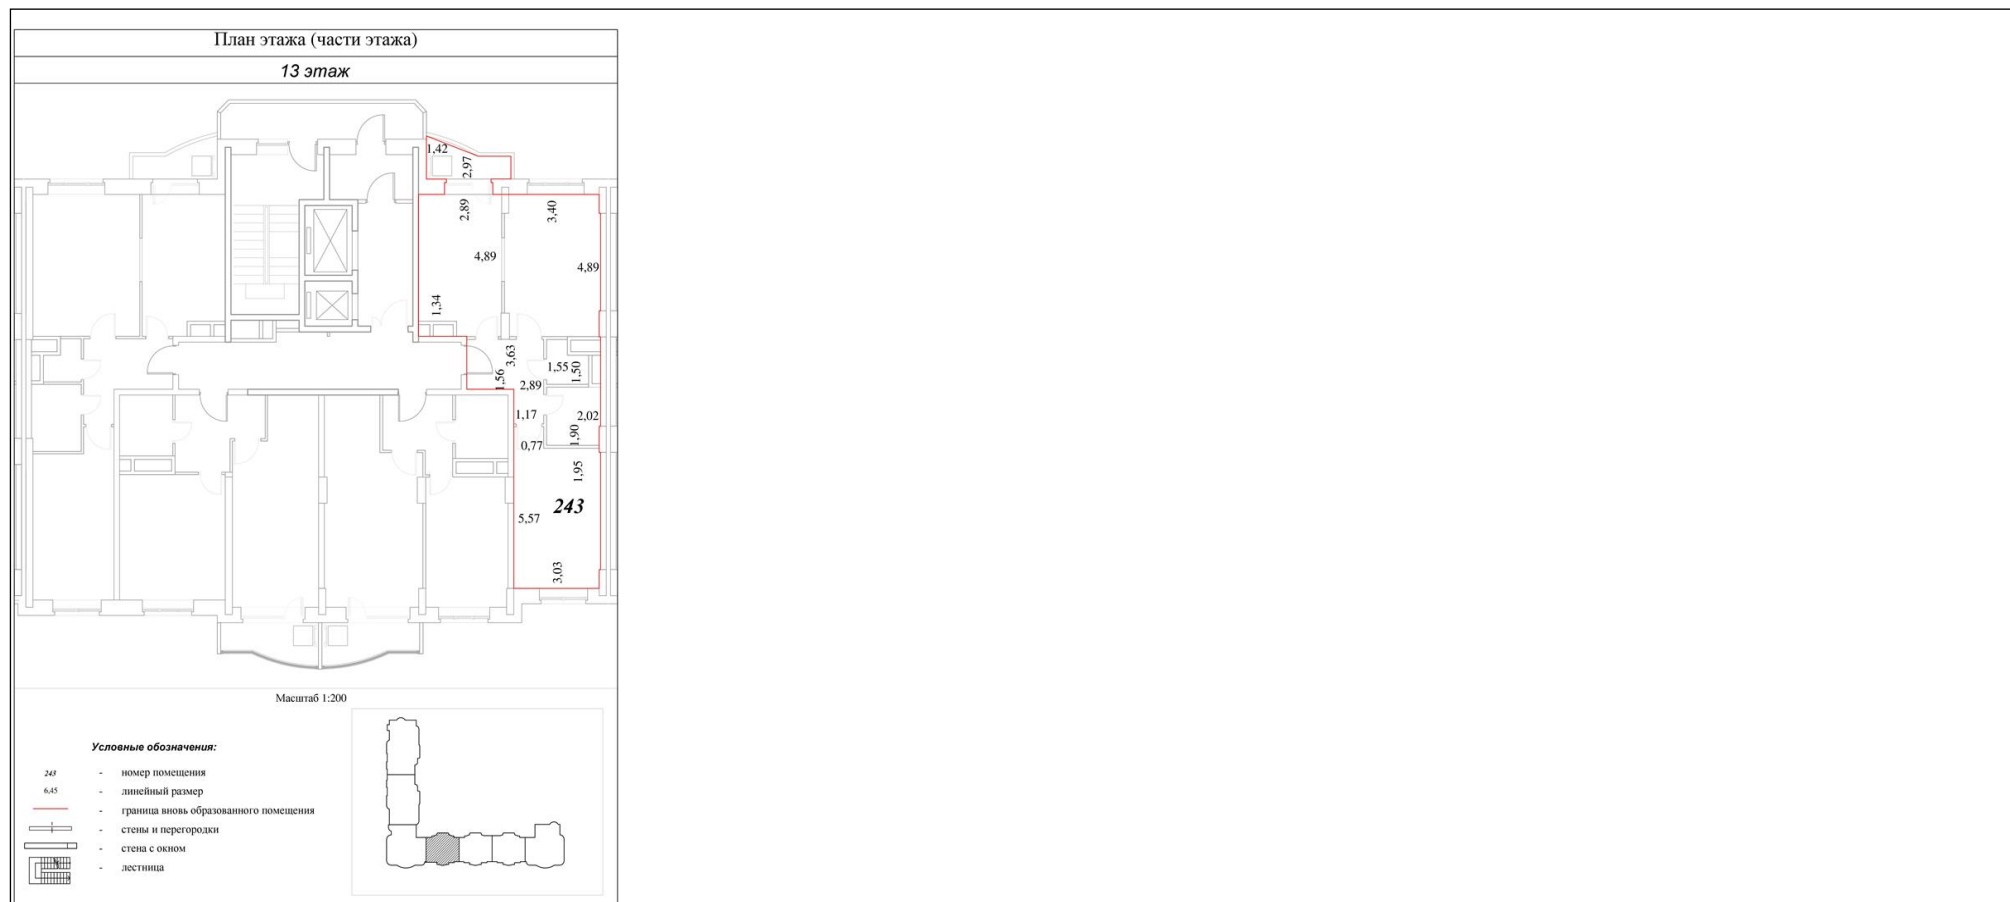 План этажа (части этажа)
13 этаж
1,42
2,97
2,89
3,40
4,89
4,89
1,34
3,63
1,55
1,50
1,56
2,89
1,17
2,02
1,90
0,77
1,95
243
5,57
3,03
Масштаб 1:200
Условные обозначения:
243 - номер помещения
6,45 - линейный размер
- граница вновь образованного помещения
- стены и перегородки
- стена с окном
- лестница